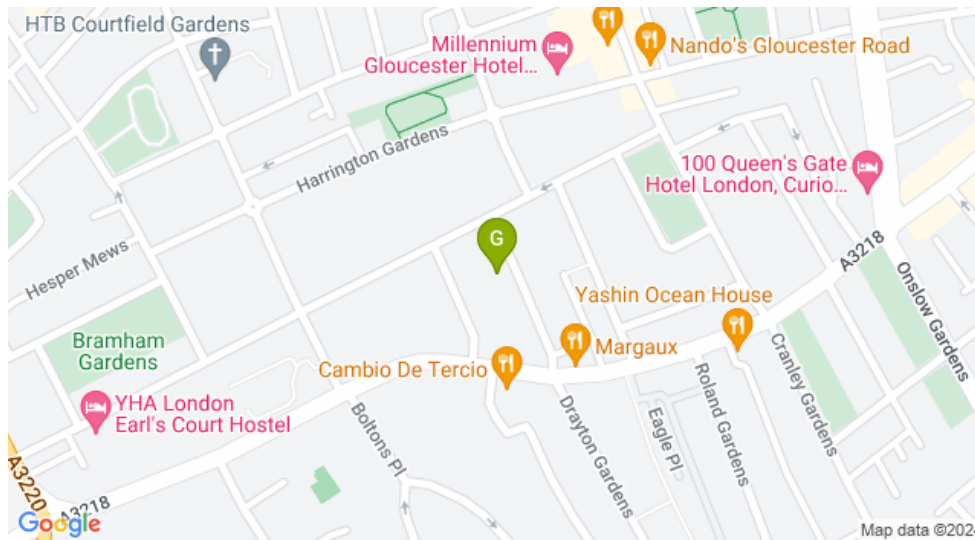 HTB Courtfield Gardens
Millennium
Gloucester Hotel...
Nando's Gloucester Road
Harrington Gardens
100 Queen's Gate
Hotel London, Curio...
Hesper Mews
G
A3218
Yashin Ocean House
Onslow Gardens
Bramham
Gardens
Margaux
Cambio De Tercio
Cranley Gardens
YHA London
Earl's Court Hostel
Boltons Pl
Drayton Gardens
Eagle Pl
Roland Gardens
A3220
A3218
Google
Map data ©2024